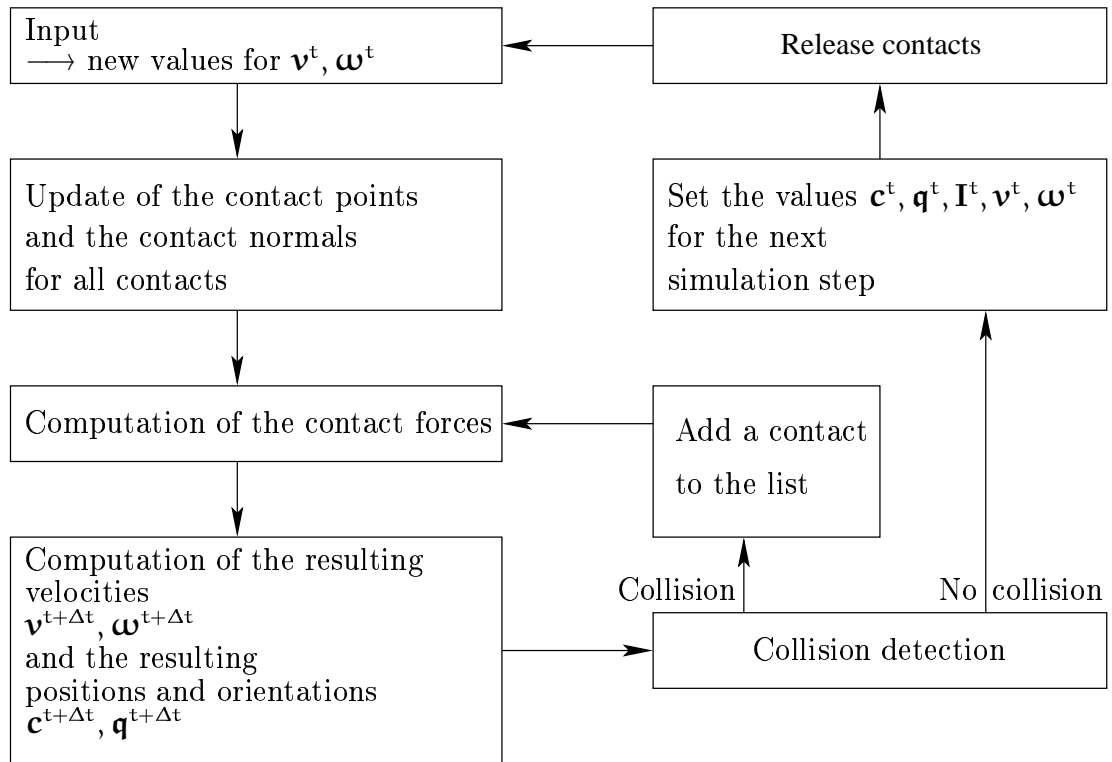 Input
⟶ new values for 𝝂ᵗ, 𝝎ᵗ
Update of the contact points
and the contact normals
for all contacts
Computation of the contact forces
Computation of the resulting
velocities
𝝂ᵗ⁺ᐞᵗ, 𝝎ᵗ⁺ᐞᵗ
and the resulting
positions and orientations
𝐜ᵗ⁺ᐞᵗ, 𝐪ᵗ⁺ᐞᵗ
Collision detection
Collision
No collision
Add a contact
to the list
Set the values 𝐜ᵗ, 𝐪ᵗ, 𝐈ᵗ, 𝝂ᵗ, 𝝎ᵗ
for the next
simulation step
Release contacts